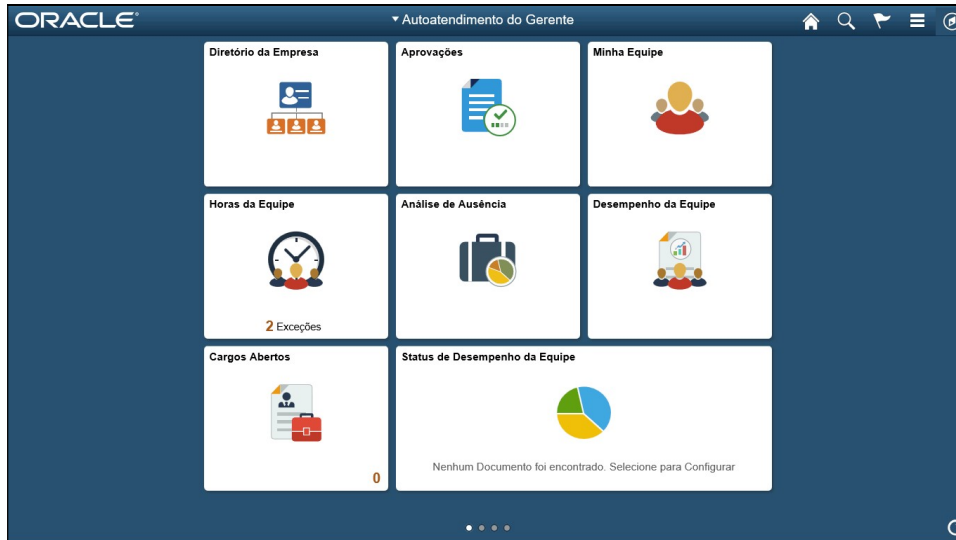 ORACLE
Autoatendimento do Gerente
Diretório da Empresa
Aprovações
Minha Equipe
Horas da Equipe
Análise de Ausência
Desempenho da Equipe
2 Exceções
Cargos Abertos
Status de Desempenho da Equipe
Nenhum Documento foi encontrado. Selecione para Configurar
0